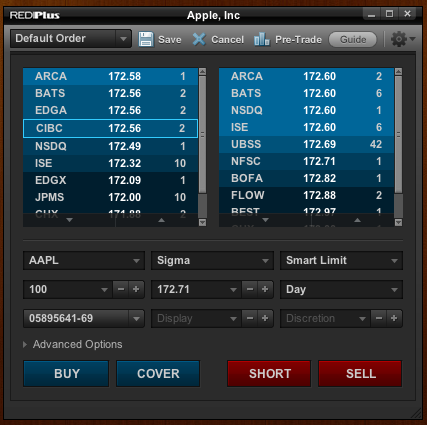 REDIPlus Apple, Inc
Default Order Save Cancel Pre-Trade Guide
ARCA 172.58 1
BATS 172.56 2
EDGA 172.56 2
CIBC 172.56 2
NSDQ 172.49 1
ISE 172.32 10
EDGX 172.09 1
JPMS 172.00 10
CHX 171.88 2
ARCA 172.60 2
BATS 172.60 6
NSDQ 172.60 1
ISE 172.60 6
UBSS 172.69 42
NFSC 172.71 1
BOFA 172.82 1
FLOW 172.88 2
BEST 172.97 1
AAPL Sigma Smart Limit
100 172.71 Day
05895641-69 Display Discretion
Advanced Options
BUY COVER SHORT SELL